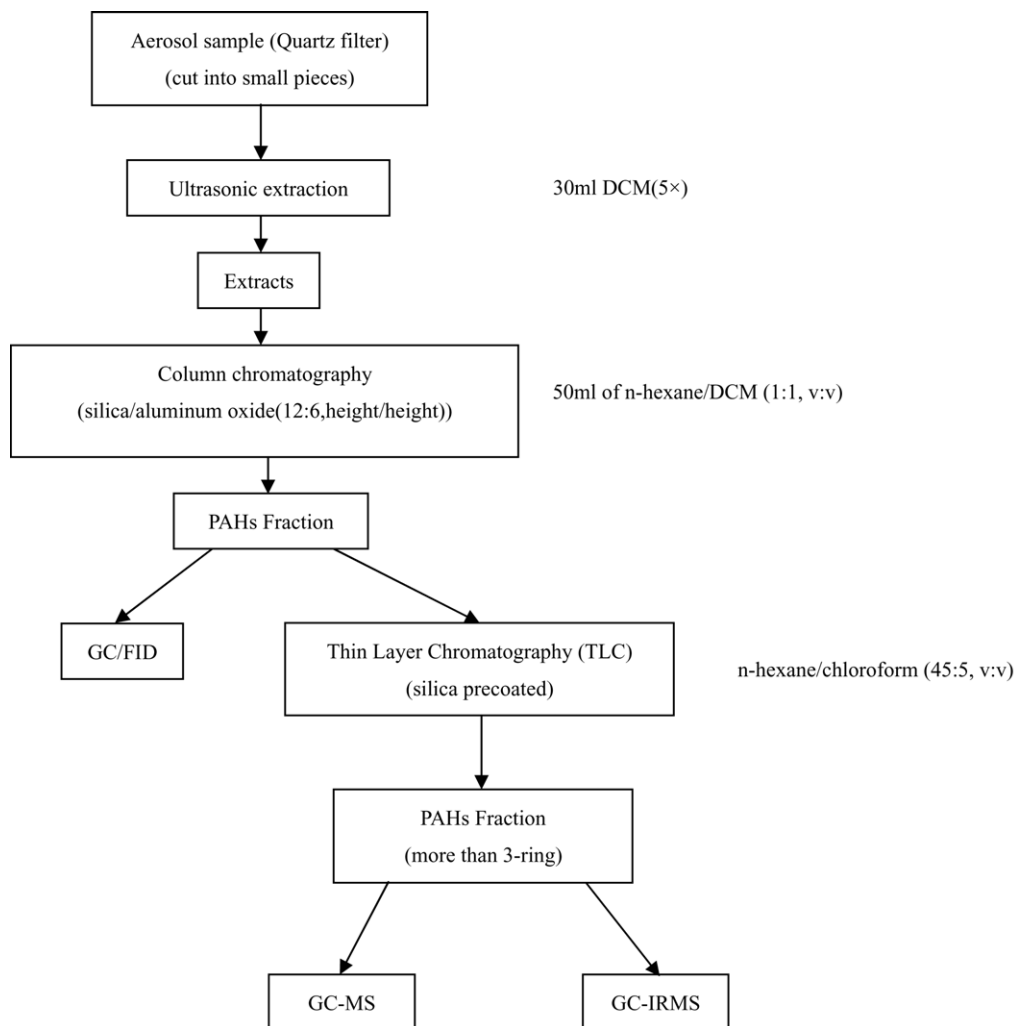 Aerosol sample (Quartz filter)
(cut into small pieces)
Ultrasonic extraction
30ml DCM(5×)
Extracts
Column chromatography
(silica/aluminum oxide(12:6,height/height))
50ml of n-hexane/DCM (1:1, v:v)
PAHs Fraction
GC/FID
Thin Layer Chromatography (TLC)
(silica precoated)
n-hexane/chloroform (45:5, v:v)
PAHs Fraction
(more than 3-ring)
GC-MS
GC-IRMS